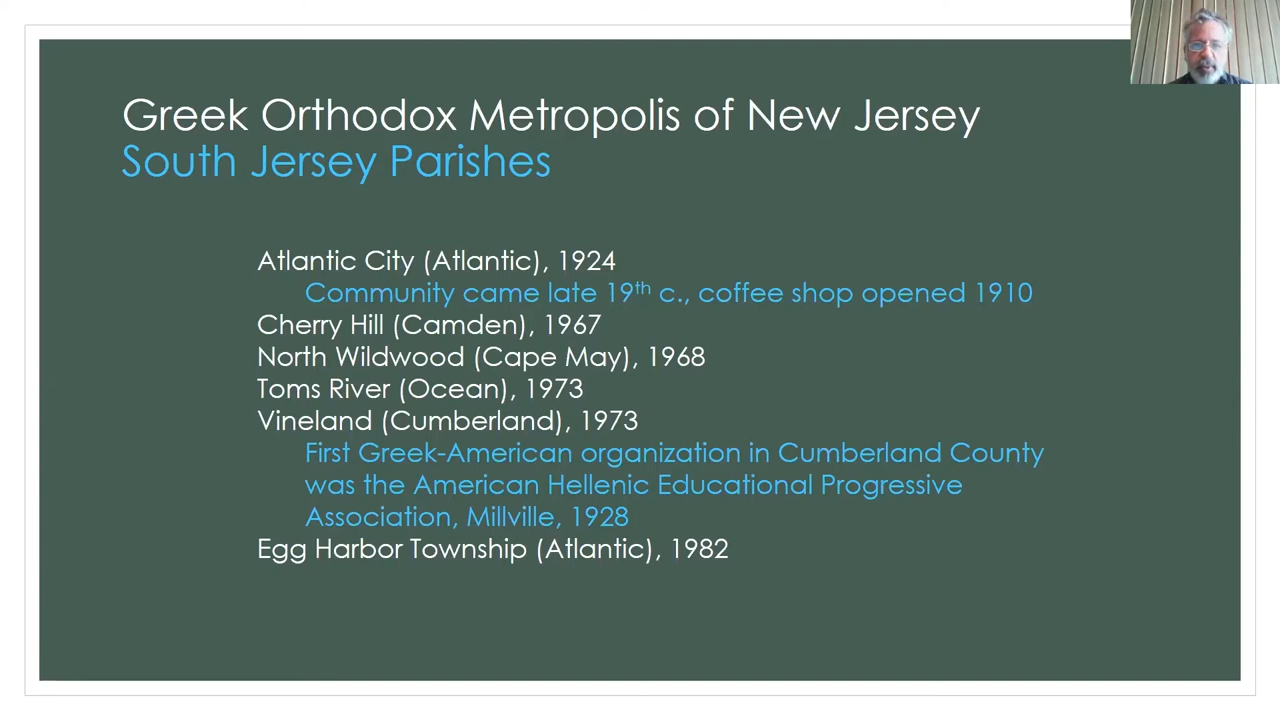 Greek Orthodox Metropolis of New Jersey
South Jersey Parishes
Atlantic City (Atlantic), 1924
Community came late 19th c., coffee shop opened 1910
Cherry Hill (Camden), 1967
North Wildwood (Cape May), 1968
Toms River (Ocean), 1973
Vineland (Cumberland), 1973
First Greek-American organization in Cumberland County
was the American Hellenic Educational Progressive
Association, Millville, 1928
Egg Harbor Township (Atlantic), 1982